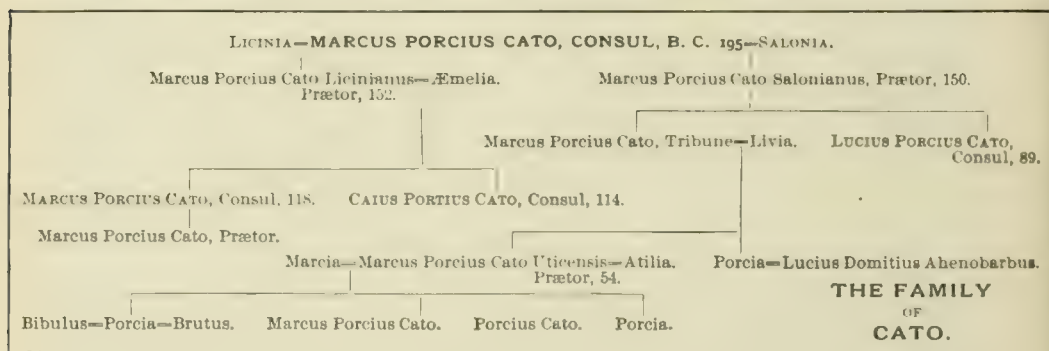 LICINIA=MARCUS PORCIUS CATO, CONSUL, B. C. 195=SALONIA.
Marcus Porcius Cato Licinianus=Æmelia.
Prætor, 152.
Marcus Porcius Cato Salonianus, Prætor, 150.
Marcus Porcius Cato, Tribune=Livia.
LUCIUS PORCIUS CATO,
Consul, 89.
MARCUS PORCIUS CATO, Consul, 118.
CAIUS PORTIUS CATO, Consul, 114.
Marcus Porcius Cato, Prætor.
Marcia=Marcus Porcius Cato Uticensis=Atilia.
Prætor, 54.
Porcia=Lucius Domitius Ahenobarbus.
Bibulus=Porcia=Brutus.
Marcus Porcius Cato.
Porcius Cato.
Porcia.
THE FAMILY
OF
CATO.